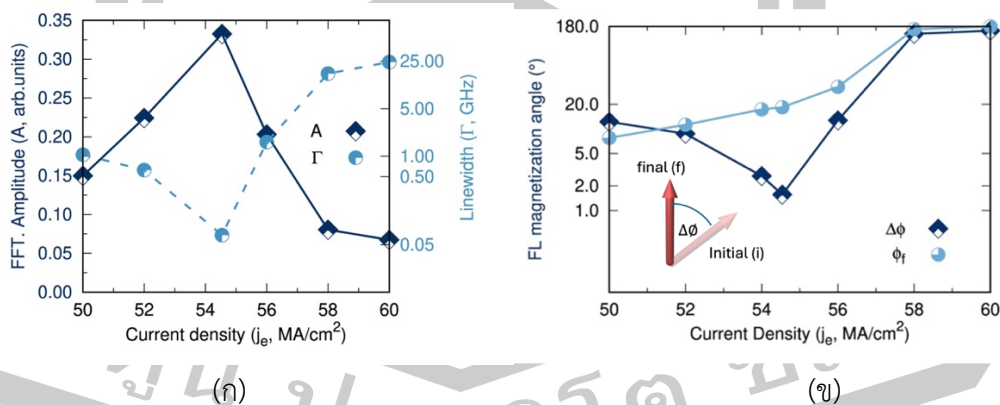 0.35
0.30
0.25
0.20
0.15
0.10
0.05
0.00
FFT. Amplitude (A, arb.units)
A
Γ
25.00
5.00
1.00
0.50
0.05
Linewidth (Γ, GHz)
50 52 54 56 58 60
Current density (je, MA/cm2)
(ก)
180.0
20.0
5.0
2.0
1.0
FL magnetization angle (°)
final (f)
ΔØ
Initial (i)
Δϕ
ϕf
50 52 54 56 58 60
Current Density (je, MA/cm2)
(ข)